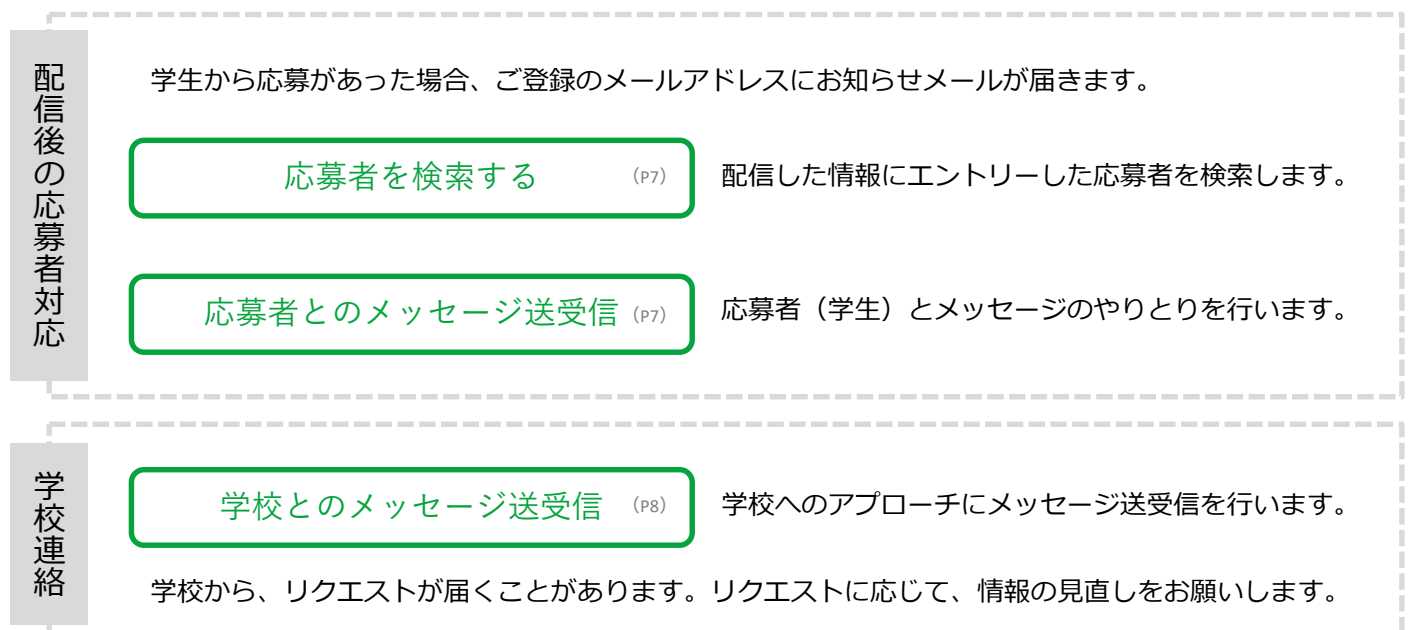 配信後の応募者対応
学生から応募があった場合、ご登録のメールアドレスにお知らせメールが届きます。
応募者を検索する (P7) 配信した情報にエントリーした応募者を検索します。
応募者とのメッセージ送受信 (P7) 応募者（学生）とメッセージのやりとりを行います。
学校連絡
学校とのメッセージ送受信 (P8) 学校へのアプローチにメッセージ送受信を行います。
学校から、リクエストが届くことがあります。リクエストに応じて、情報の見直しをお願いします。